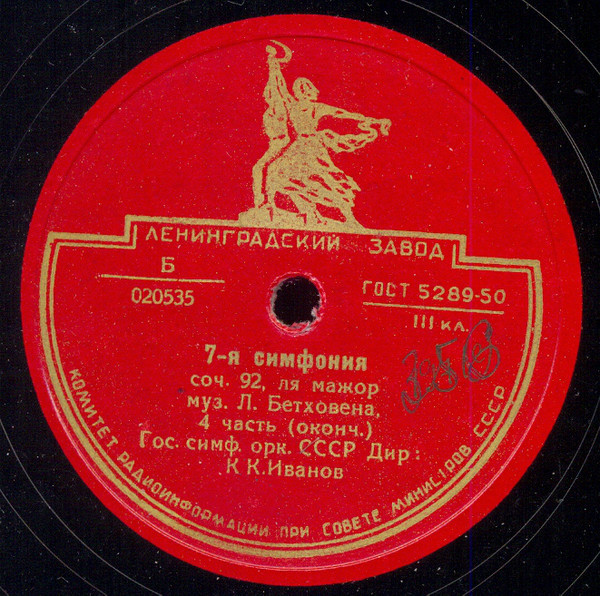 ЛЕНИНГРАДСКИЙ ЗАВОД
Б
020535
ГОСТ 5289-50
III кл.
7-я симфония
соч. 92, ля мажор
муз. Л. Бетховена,
4 часть (оконч.)
Гос. симф. орк. СССР Дир:
К К.Иванов
КОМИТЕТ РАДИОИНФОРМАЦИИ ПРИ СОВЕТЕ МИНИСТРОВ СССР